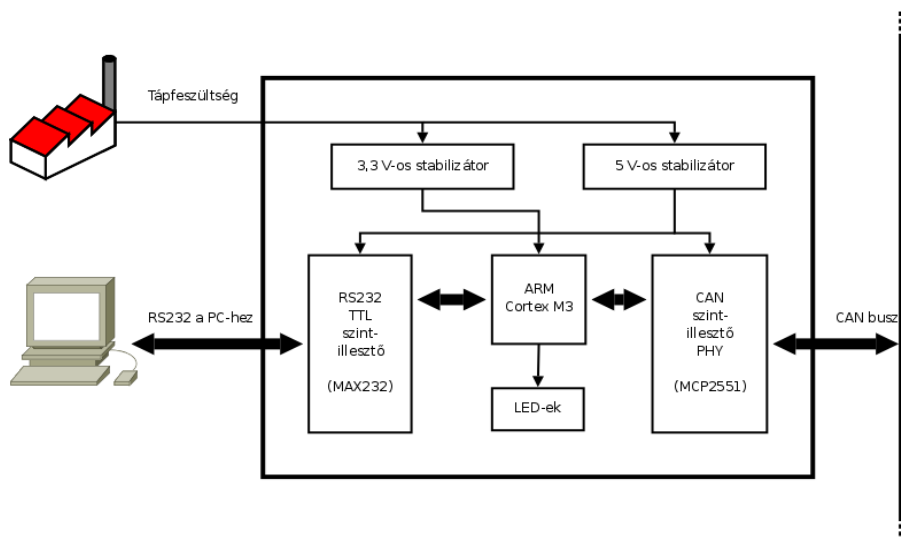 Tápfeszültség
3,3 V-os stabilizátor
5 V-os stabilizátor
RS232 a PC-hez
RS232
TTL
szint-
illesztő
(MAX232)
ARM
Cortex M3
LED-ek
CAN
szint-
illesztő
PHY
(MCP2551)
CAN busz